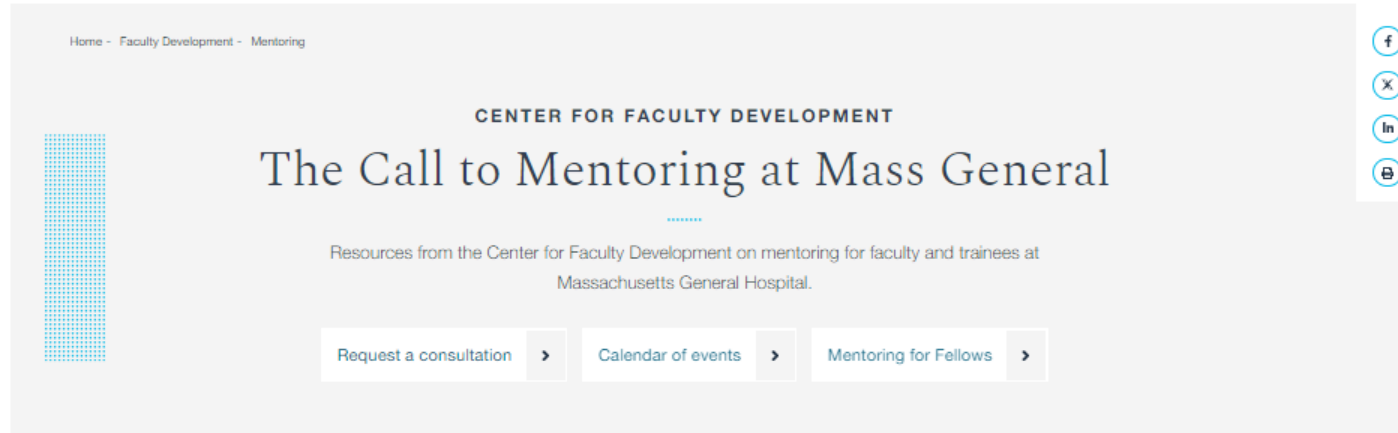 Home - Faculty Development - Mentoring
CENTER FOR FACULTY DEVELOPMENT
The Call to Mentoring at Mass General
Resources from the Center for Faculty Development on mentoring for faculty and trainees at
Massachusetts General Hospital.
Request a consultation
Calendar of events
Mentoring for Fellows